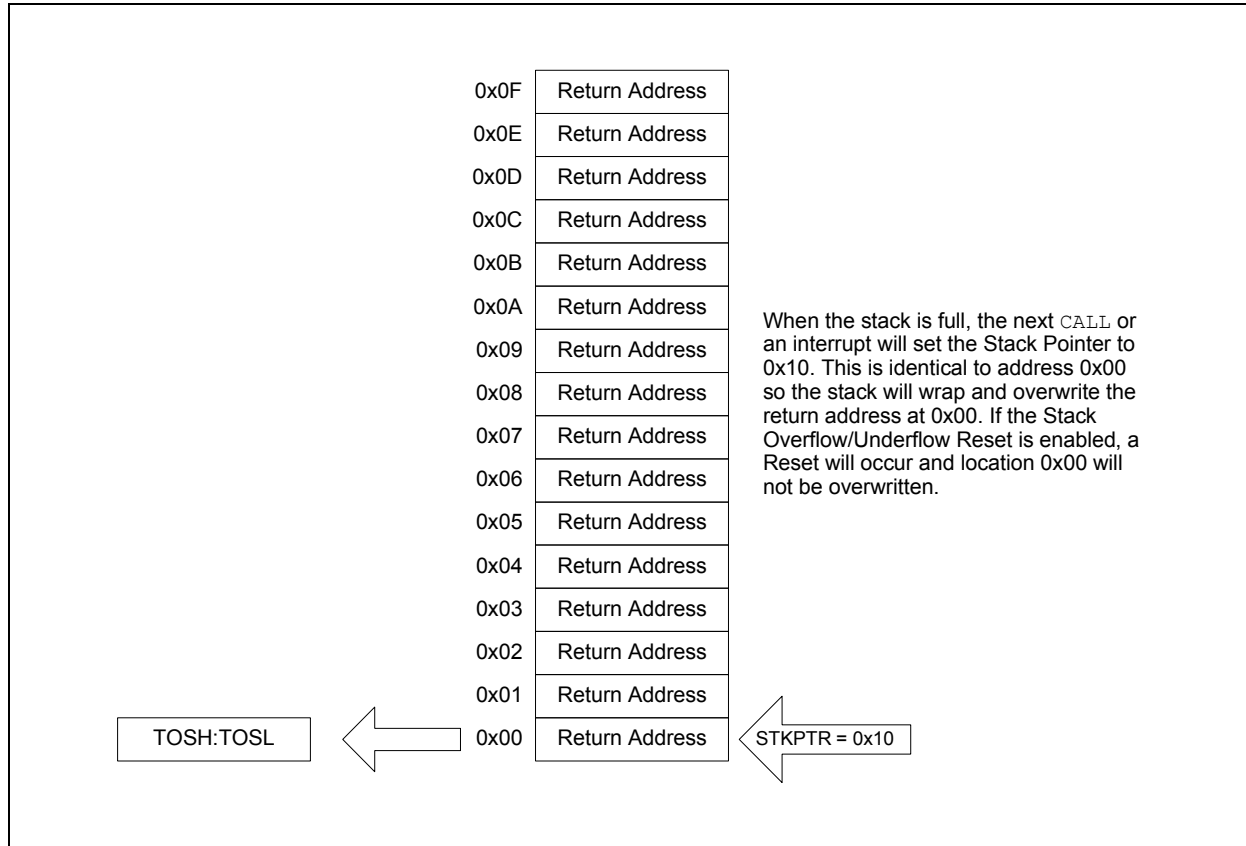 0x0F Return Address
0x0E Return Address
0x0D Return Address
0x0C Return Address
0x0B Return Address
0x0A Return Address
0x09 Return Address
0x08 Return Address
0x07 Return Address
0x06 Return Address
0x05 Return Address
0x04 Return Address
0x03 Return Address
0x02 Return Address
0x01 Return Address
TOSH:TOSL 0x00 Return Address STKPTR = 0x10
When the stack is full, the next CALL or
an interrupt will set the Stack Pointer to
0x10. This is identical to address 0x00
so the stack will wrap and overwrite the
return address at 0x00. If the Stack
Overflow/Underflow Reset is enabled, a
Reset will occur and location 0x00 will
not be overwritten.